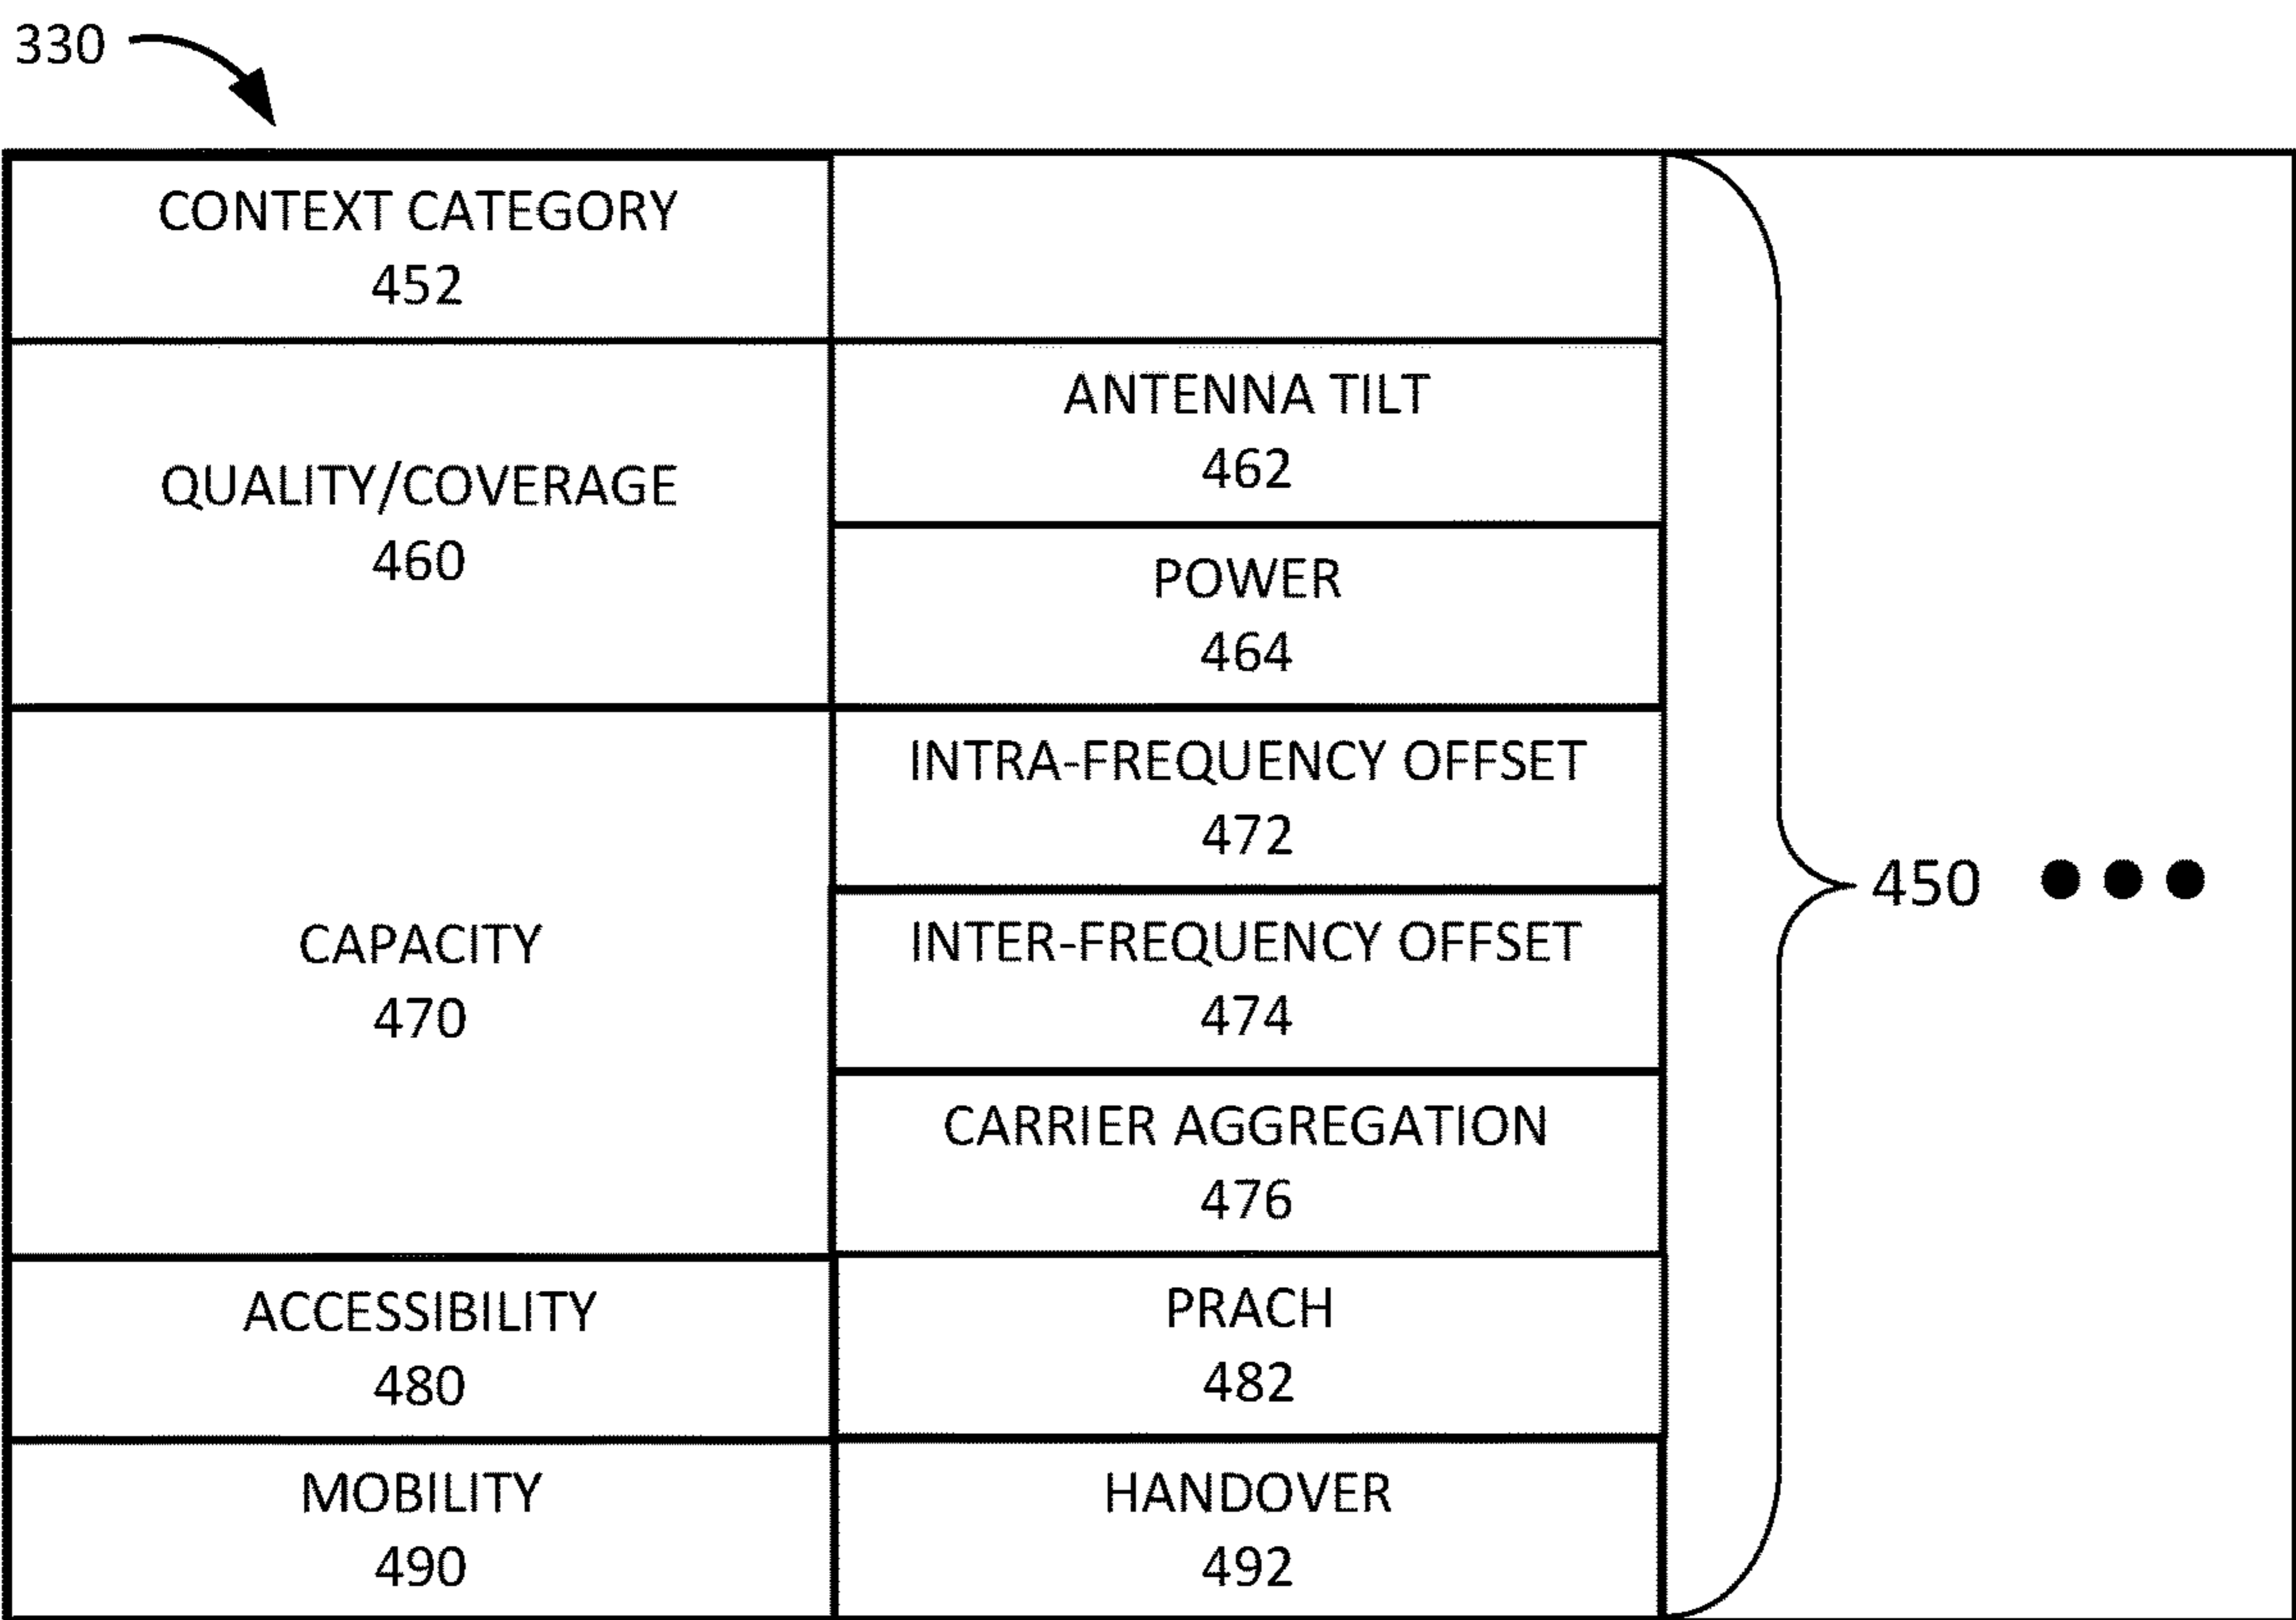 330
CONTEXT CATEGORY
452
QUALITY/COVERAGE
460
ANTENNA TILT
462
POWER
464
CAPACITY
470
INTRA-FREQUENCY OFFSET
472
INTER-FREQUENCY OFFSET
474
CARRIER AGGREGATION
476
ACCESSIBILITY
480
PRACH
482
MOBILITY
490
HANDOVER
492
450